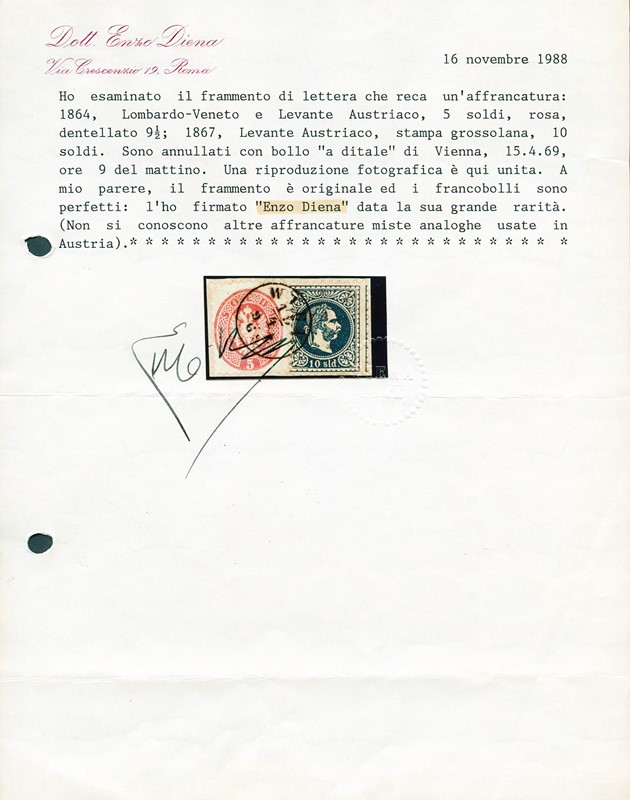 Dott. Enzo Diena
Via Crescenzio 19, Roma
16 novembre 1988
Ho esaminato il frammento di lettera che reca un'affrancatura:
1864, Lombardo-Veneto e Levante Austriaco, 5 soldi, rosa,
dentellato 9½; 1867, Levante Austriaco, stampa grossolana, 10
soldi. Sono annullati con bollo "a ditale" di Vienna, 15.4.69,
ore 9 del mattino. Una riproduzione fotografica è qui unita. A
mio parere, il frammento è originale ed i francobolli sono
perfetti: l'ho firmato "Enzo Diena" data la sua grande rarità.
(Non si conoscono altre affrancature miste analoghe usate in
Austria).* * * * * * * * * * * * * * * * * * * * * * * * * *
5
10 sld.